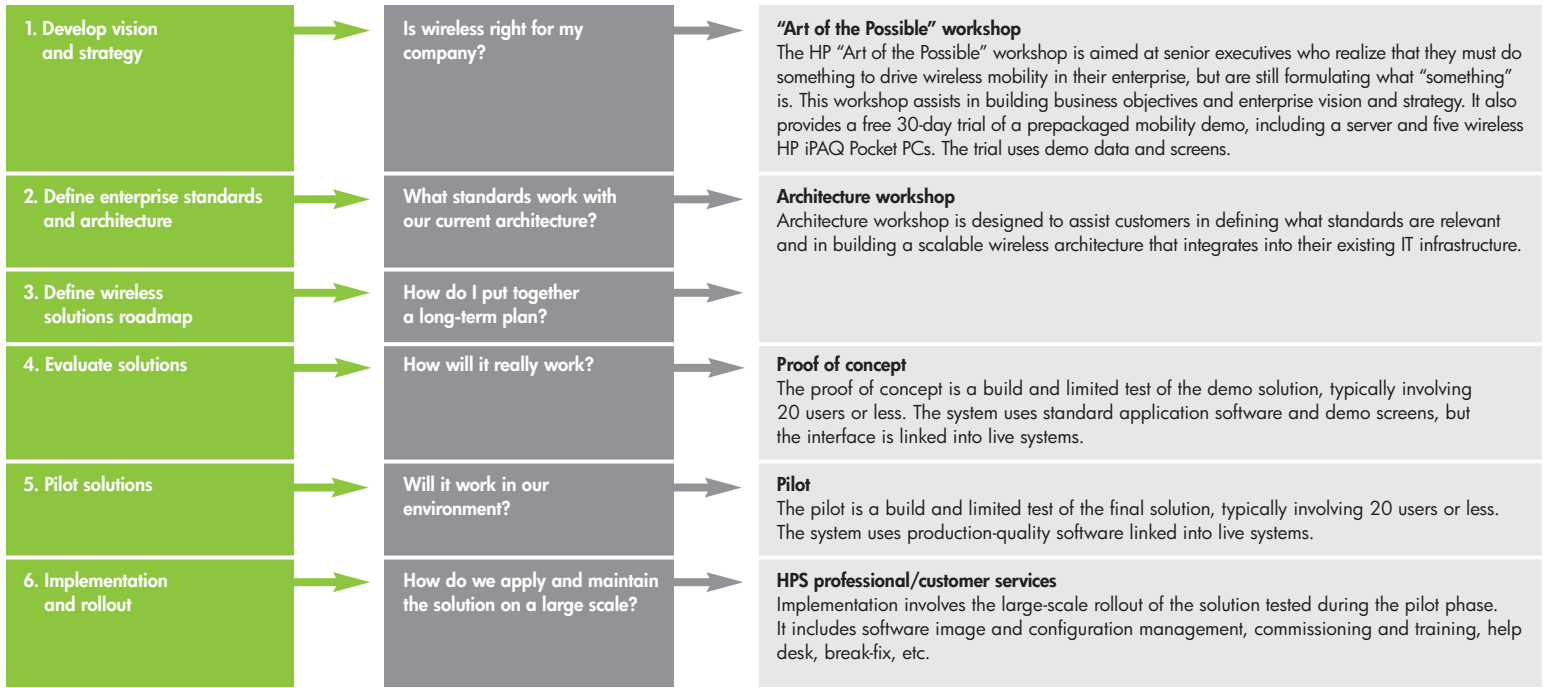 1. Develop vision
and strategy
Is wireless right for my
company?
“Art of the Possible” workshop
The HP “Art of the Possible” workshop is aimed at senior executives who realize that they must do
something to drive wireless mobility in their enterprise, but are still formulating what “something”
is. This workshop assists in building business objectives and enterprise vision and strategy. It also
provides a free 30-day trial of a prepackaged mobility demo, including a server and five wireless
HP iPAQ Pocket PCs. The trial uses demo data and screens.
2. Define enterprise standards
and architecture
What standards work with
our current architecture?
Architecture workshop
Architecture workshop is designed to assist customers in defining what standards are relevant
and in building a scalable wireless architecture that integrates into their existing IT infrastructure.
3. Define wireless
solutions roadmap
How do I put together
a long-term plan?
4. Evaluate solutions
How will it really work?
Proof of concept
The proof of concept is a build and limited test of the demo solution, typically involving
20 users or less. The system uses standard application software and demo screens, but
the interface is linked into live systems.
5. Pilot solutions
Will it work in our
environment?
Pilot
The pilot is a build and limited test of the final solution, typically involving 20 users or less.
The system uses production-quality software linked into live systems.
6. Implementation
and rollout
How do we apply and maintain
the solution on a large scale?
HPS professional/customer services
Implementation involves the large-scale rollout of the solution tested during the pilot phase.
It includes software image and configuration management, commissioning and training, help
desk, break-fix, etc.